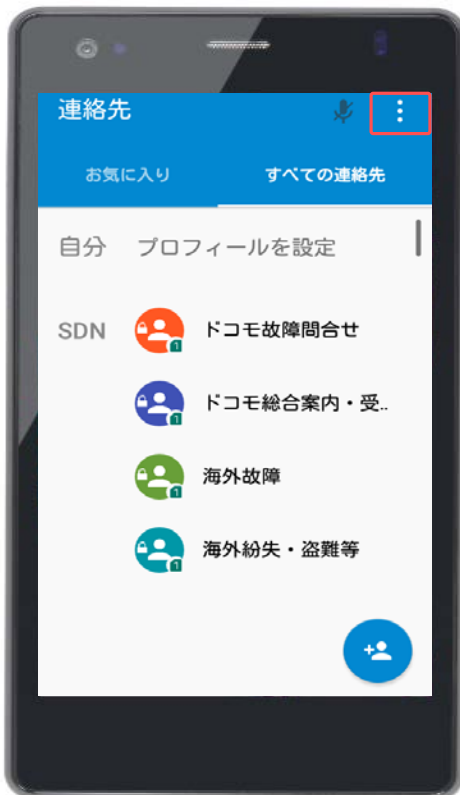 連絡先
お気に入り すべての連絡先
自分 プロフィールを設定
SDN ドコモ故障問合せ
ドコモ総合案内・受..
海外故障
海外紛失・盗難等